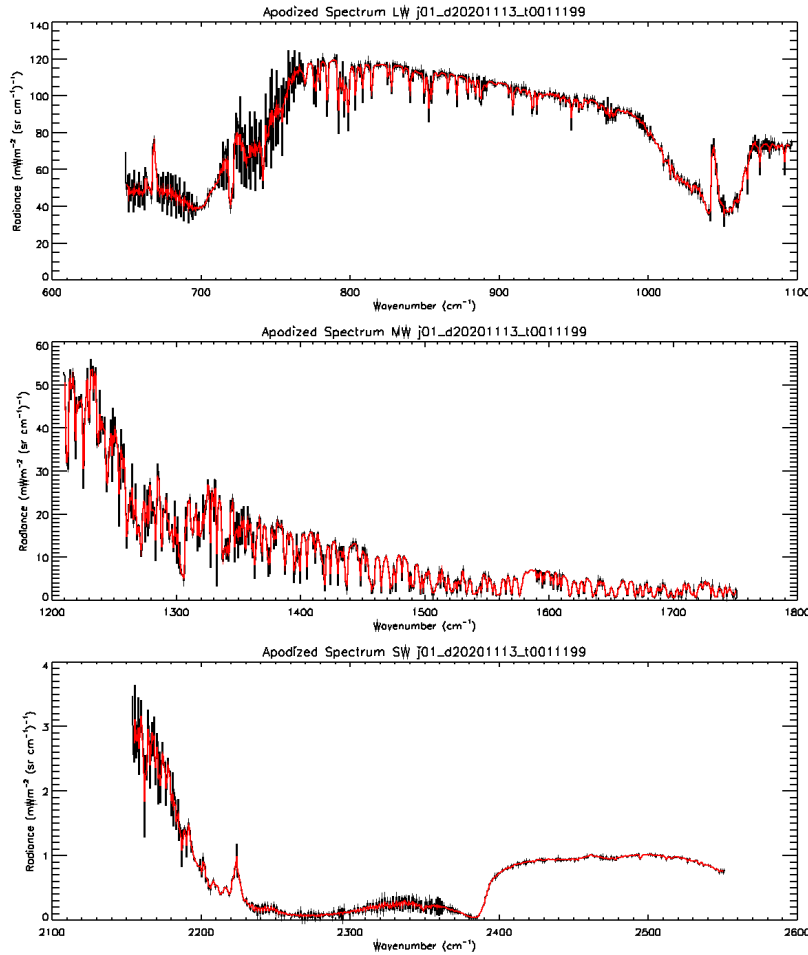 Apodized Spectrum LW j01_d20201113_t0011199
140
120
100
80
60
40
20
0
Radiance (mWm⁻² (sr cm⁻¹)⁻¹)
600 700 800 900 1000 1100
Wavenumber (cm⁻¹)
Apodized Spectrum MW j01_d20201113_t0011199
60
50
40
30
20
10
0
Radiance (mWm⁻² (sr cm⁻¹)⁻¹)
1200 1300 1400 1500 1600 1700 1800
Wavenumber (cm⁻¹)
Apodized Spectrum SW j01_d20201113_t0011199
4
3
2
1
0
Radiance (mWm⁻² (sr cm⁻¹)⁻¹)
2100 2200 2300 2400 2500 2600
Wavenumber (cm⁻¹)